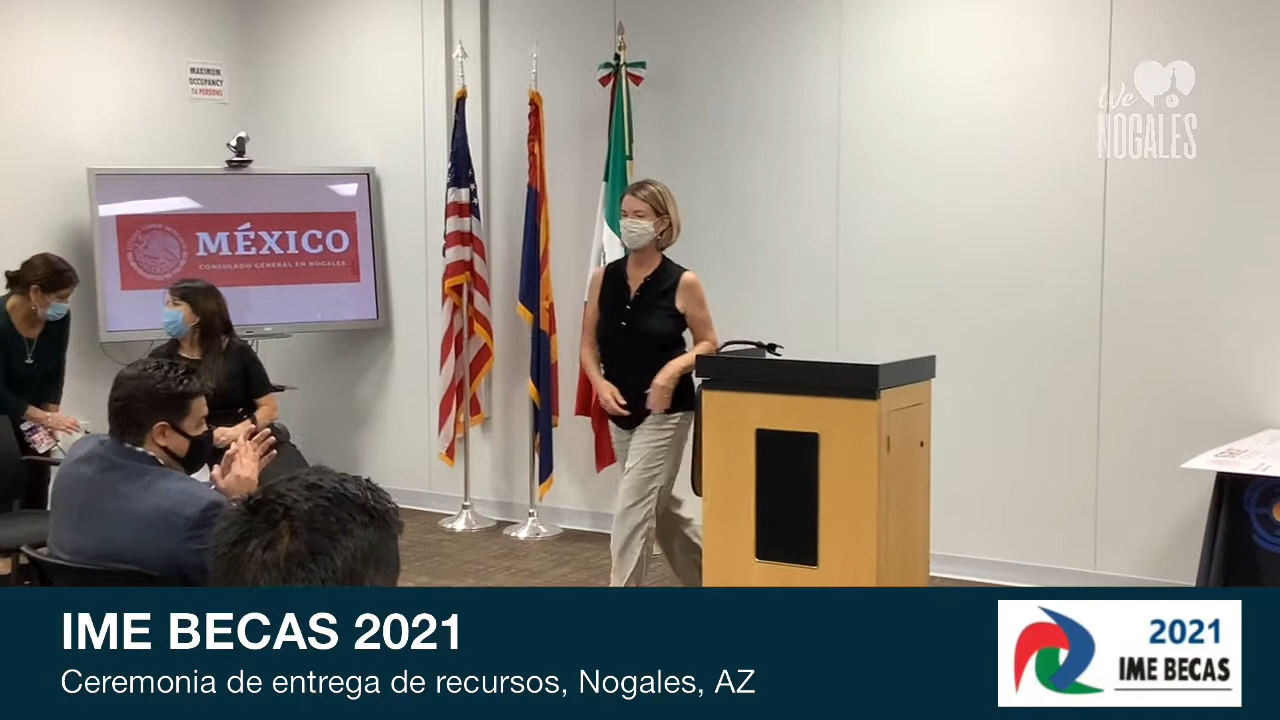 MAXIMUM
OCCUPANCY
We
NOGALES
MÉXICO
CONSULADO GENERAL EN NOGALES
IME BECAS 2021
Ceremonia de entrega de recursos, Nogales, AZ
2021
IME BECAS